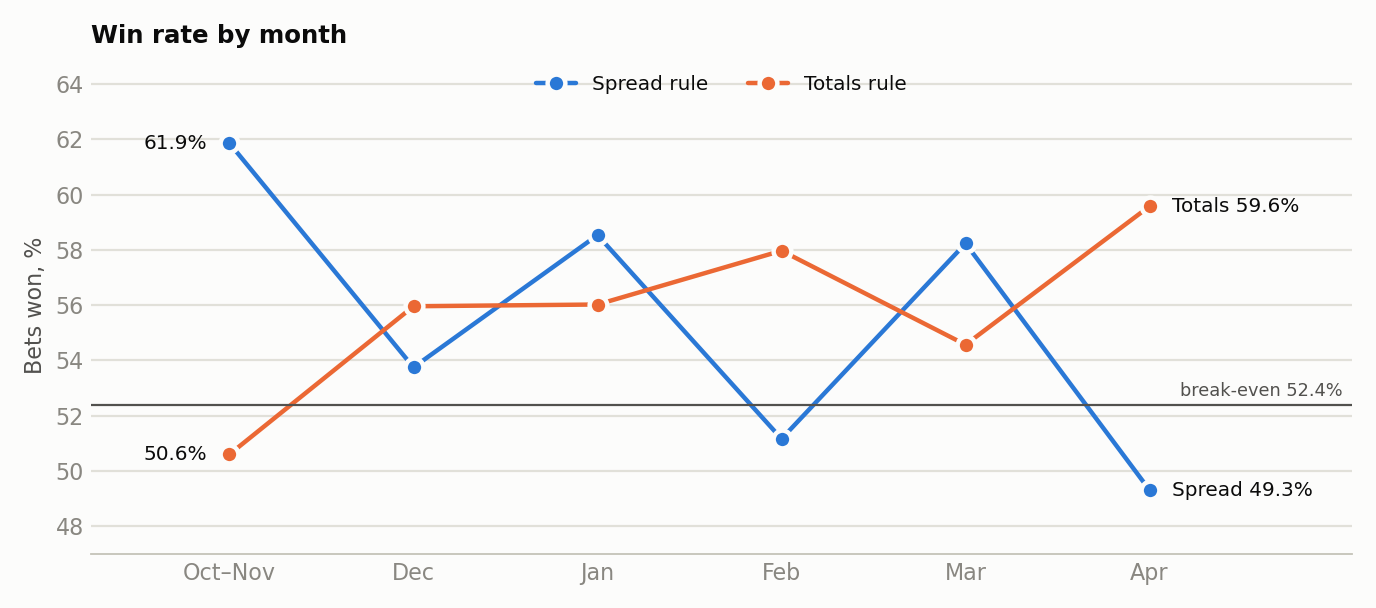 Win rate by month
Spread rule
Totals rule
64
62
60
58
56
54
52
50
48
Bets won, %
61.9%
50.6%
Totals 59.6%
break-even 52.4%
Spread 49.3%
Oct–Nov
Dec
Jan
Feb
Mar
Apr